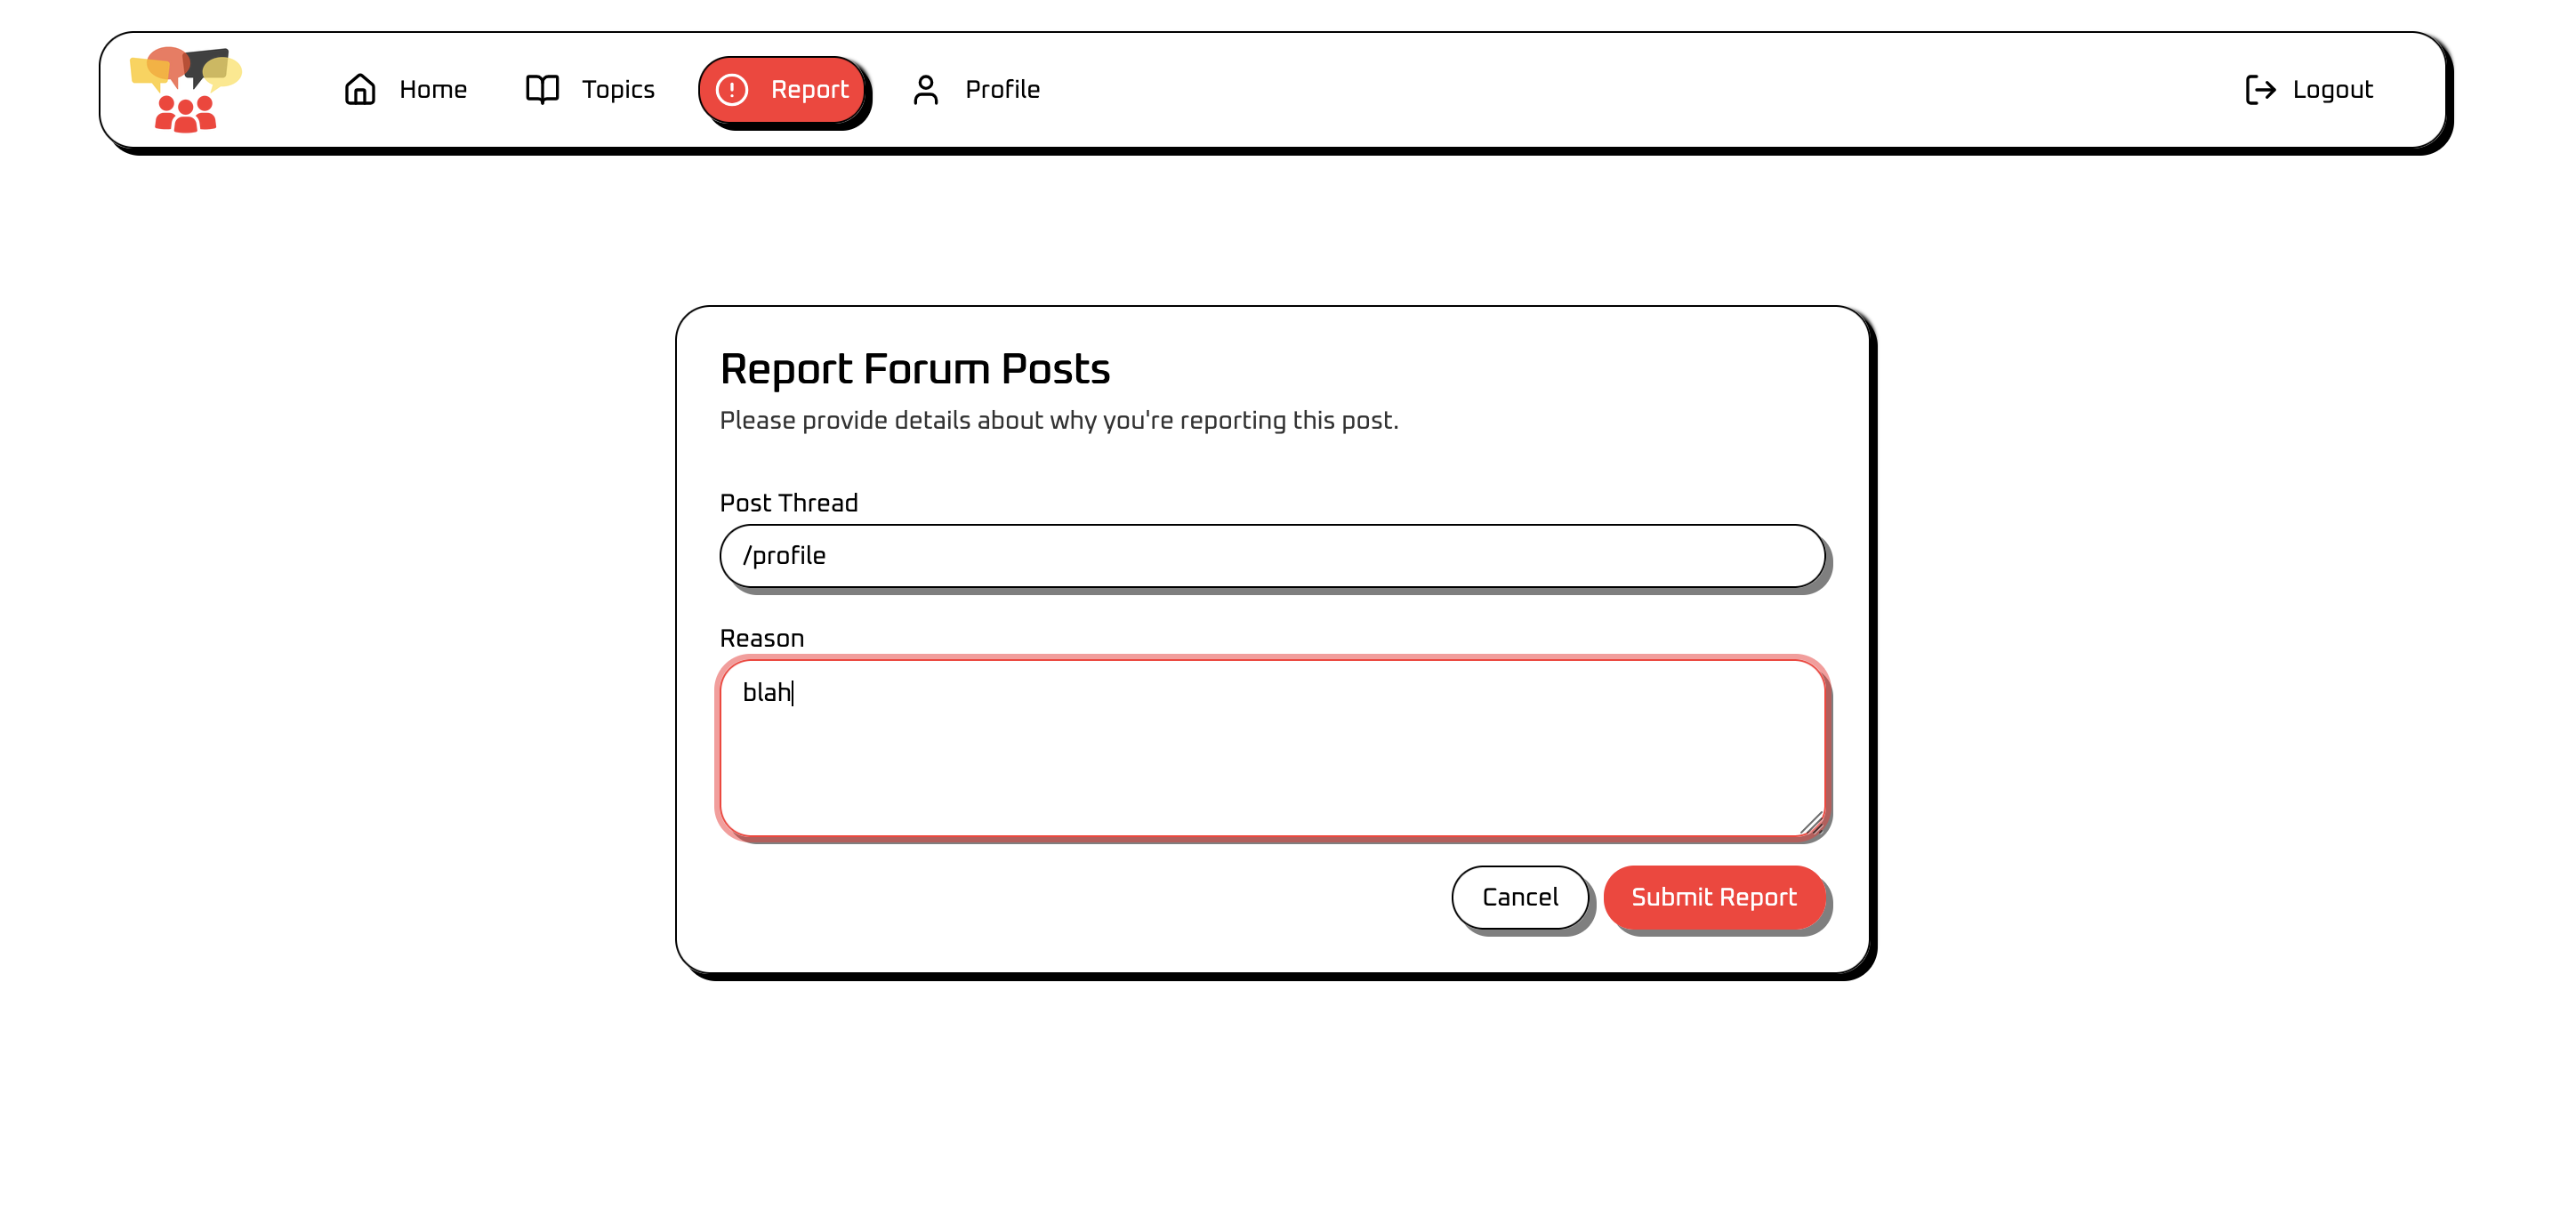 Home Topics Report Profile Logout
Report Forum Posts
Please provide details about why you're reporting this post.
Post Thread
/profile
Reason
blah
Cancel Submit Report